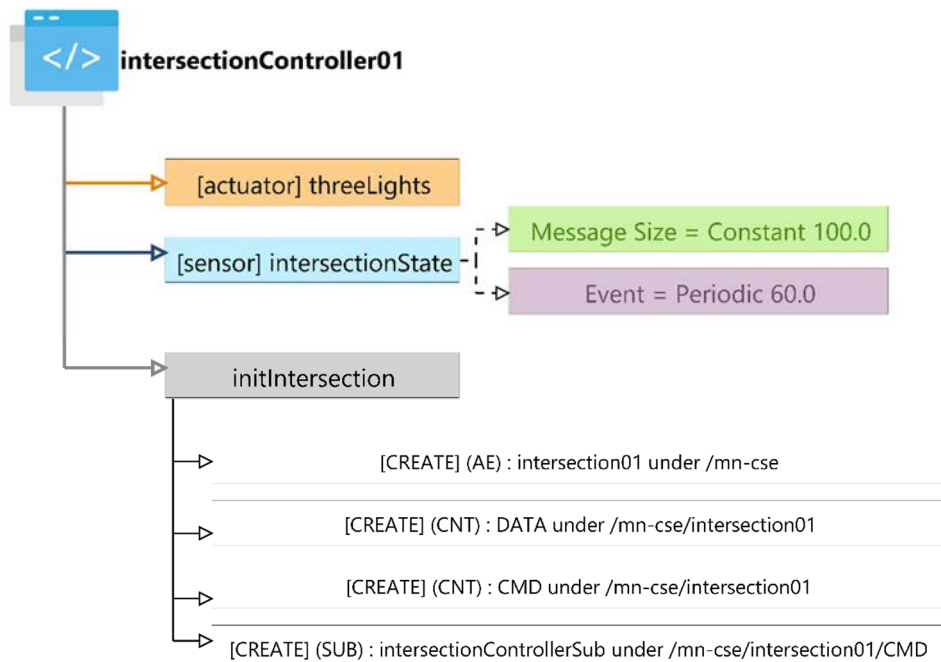 </>
intersectionController01
[actuator] threeLights
[sensor] intersectionState
Message Size = Constant 100.0
Event = Periodic 60.0
initIntersection
[CREATE] (AE) : intersection01 under /mn-cse
[CREATE] (CNT) : DATA under /mn-cse/intersection01
[CREATE] (CNT) : CMD under /mn-cse/intersection01
[CREATE] (SUB) : intersectionControllerSub under /mn-cse/intersection01/CMD